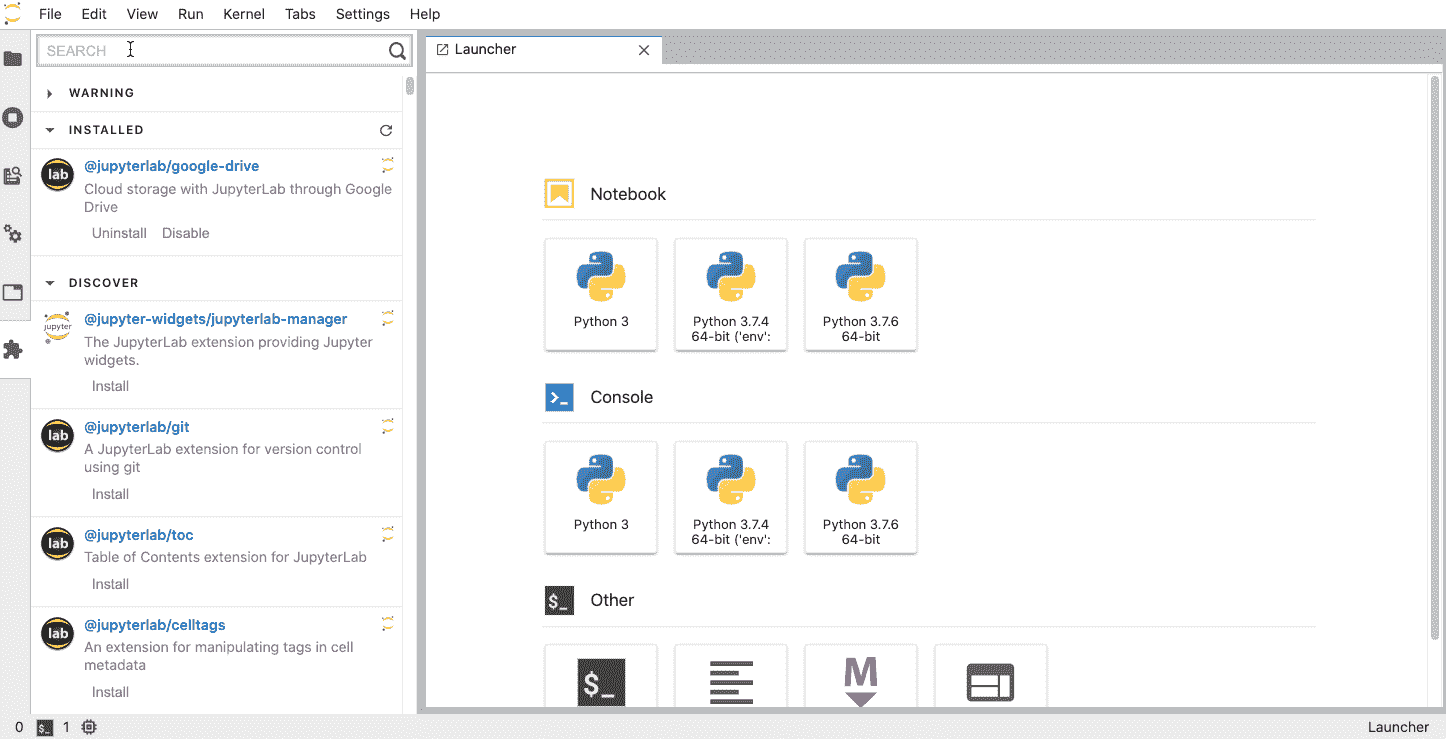 File Edit View Run Kernel Tabs Settings Help
SEARCH
WARNING
INSTALLED
lab
@jupyterlab/google-drive
Cloud storage with JupyterLab through Google
Drive
Uninstall Disable
DISCOVER
jupyter
@jupyter-widgets/jupyterlab-manager
The JupyterLab extension providing Jupyter
widgets.
Install
lab
@jupyterlab/git
A JupyterLab extension for version control
using git
Install
lab
@jupyterlab/toc
Table of Contents extension for JupyterLab
Install
lab
@jupyterlab/celltags
An extension for manipulating tags in cell
metadata
Install
Launcher
Notebook
Python 3
Python 3.7.4
64-bit ('env':
Python 3.7.6
64-bit
>_ Console
Python 3
Python 3.7.4
64-bit ('env':
Python 3.7.6
64-bit
$_ Other
$_
M
0 $_ 1
Launcher